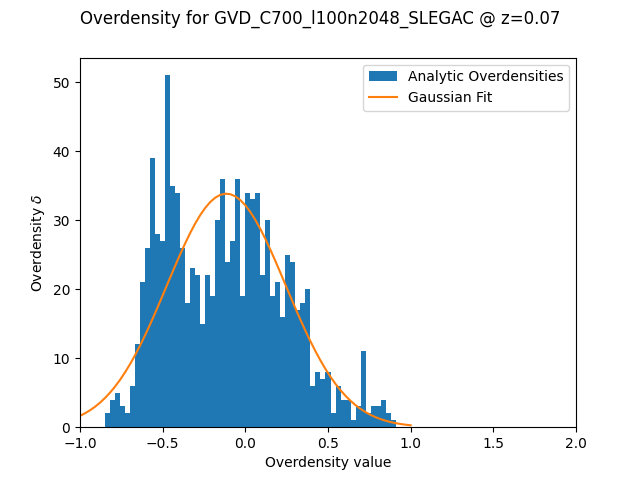 Overdensity for GVD_C700_l100n2048_SLEGAC @ z=0.07
Analytic Overdensities
Gaussian Fit
Overdensity δ
50
40
30
20
10
0
−1.0 −0.5 0.0 0.5 1.0 1.5 2.0
Overdensity value